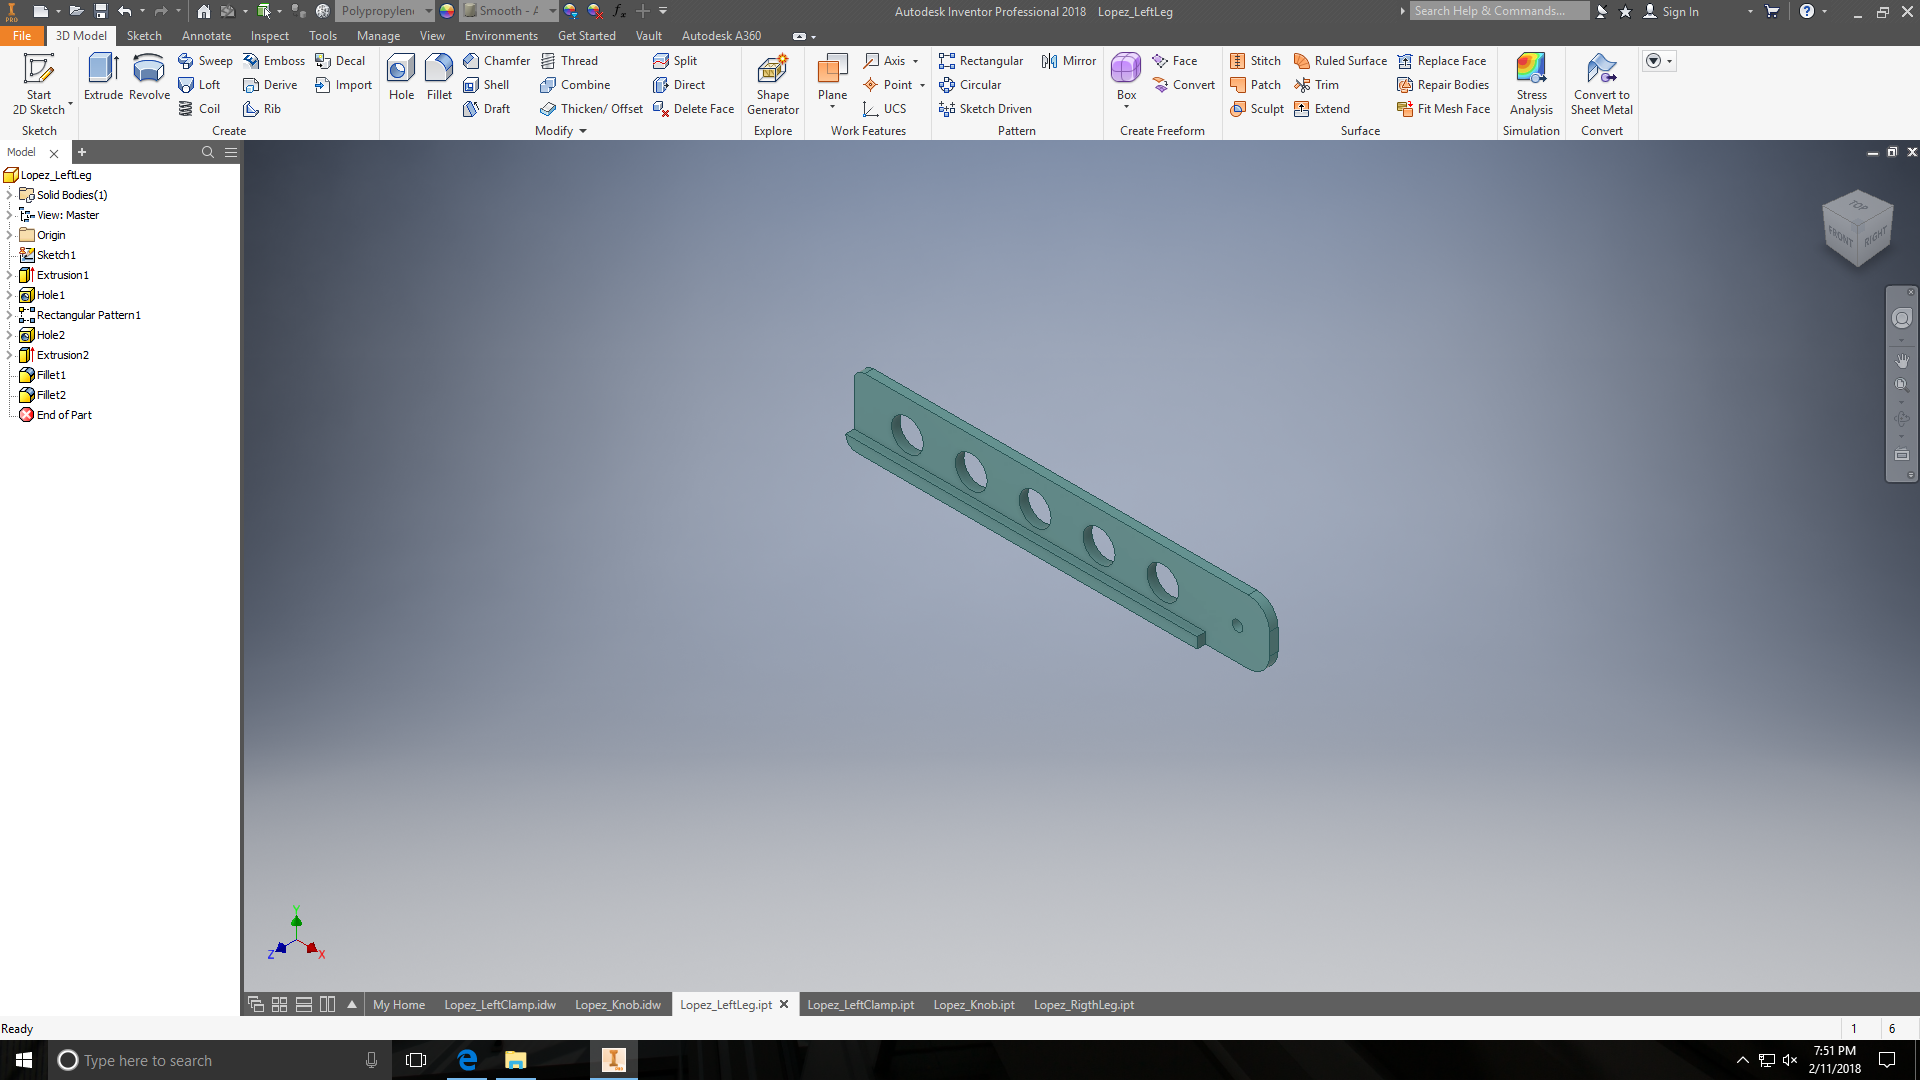 Polypropylene Smooth - A Autodesk Inventor Professional 2018 Lopez_LeftLeg Search Help & Commands... Sign In
File 3D Model Sketch Annotate Inspect Tools Manage View Environments Get Started Vault Autodesk A360
Start 2D Sketch
Sketch
Extrude Revolve
Sweep Emboss Decal
Loft Derive Import
Coil Rib
Create
Hole Fillet
Chamfer Thread Split
Shell Combine Direct
Draft Thicken/ Offset Delete Face
Modify
Shape Generator
Explore
Plane
Axis
Point
UCS
Work Features
Rectangular Mirror
Circular
Sketch Driven
Pattern
Box
Face
Convert
Create Freeform
Stitch Ruled Surface Replace Face
Patch Trim Repair Bodies
Sculpt Extend Fit Mesh Face
Surface
Stress Analysis
Simulation
Convert to Sheet Metal
Convert
Model
Lopez_LeftLeg
Solid Bodies(1)
View: Master
Origin
Sketch1
Extrusion1
Hole1
Rectangular Pattern1
Hole2
Extrusion2
Fillet1
Fillet2
End of Part
TOP
FRONT RIGHT
Y
Z X
My Home Lopez_LeftClamp.idw Lopez_Knob.idw Lopez_LeftLeg.ipt Lopez_LeftClamp.ipt Lopez_Knob.ipt Lopez_RigthLeg.ipt
Ready 1 6
Type here to search 7:51 PM
2/11/2018